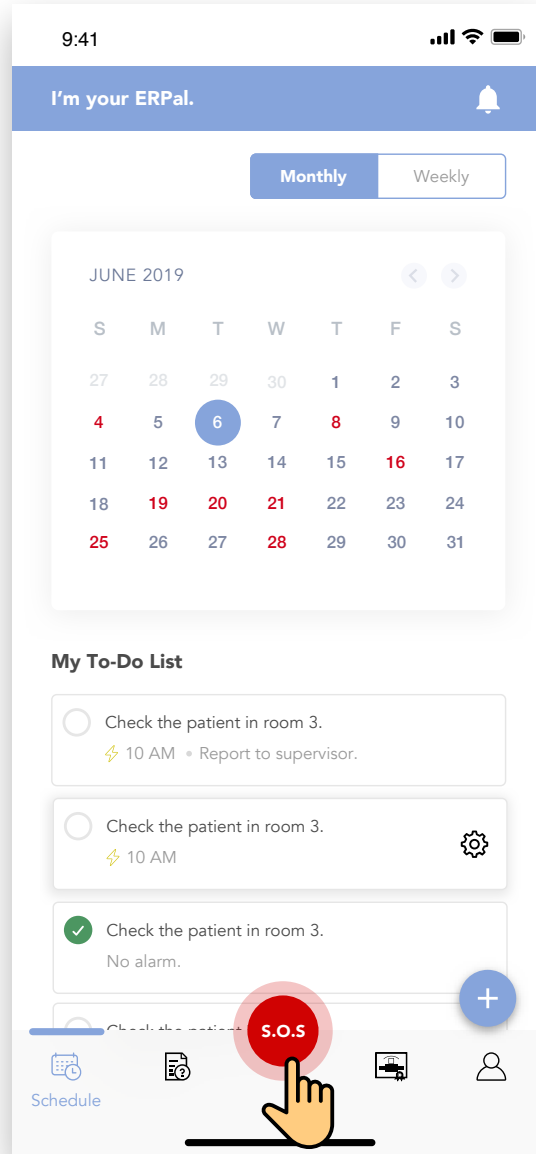 9:41
I'm your ERPal.
Monthly Weekly
JUNE 2019
S M T W T F S
27 28 29 30 1 2 3
4 5 6 7 8 9 10
11 12 13 14 15 16 17
18 19 20 21 22 23 24
25 26 27 28 29 30 31
My To-Do List
Check the patient in room 3.
10 AM • Report to supervisor.
Check the patient in room 3.
10 AM
Check the patient in room 3.
No alarm.
Check the patient
S.O.S
Schedule